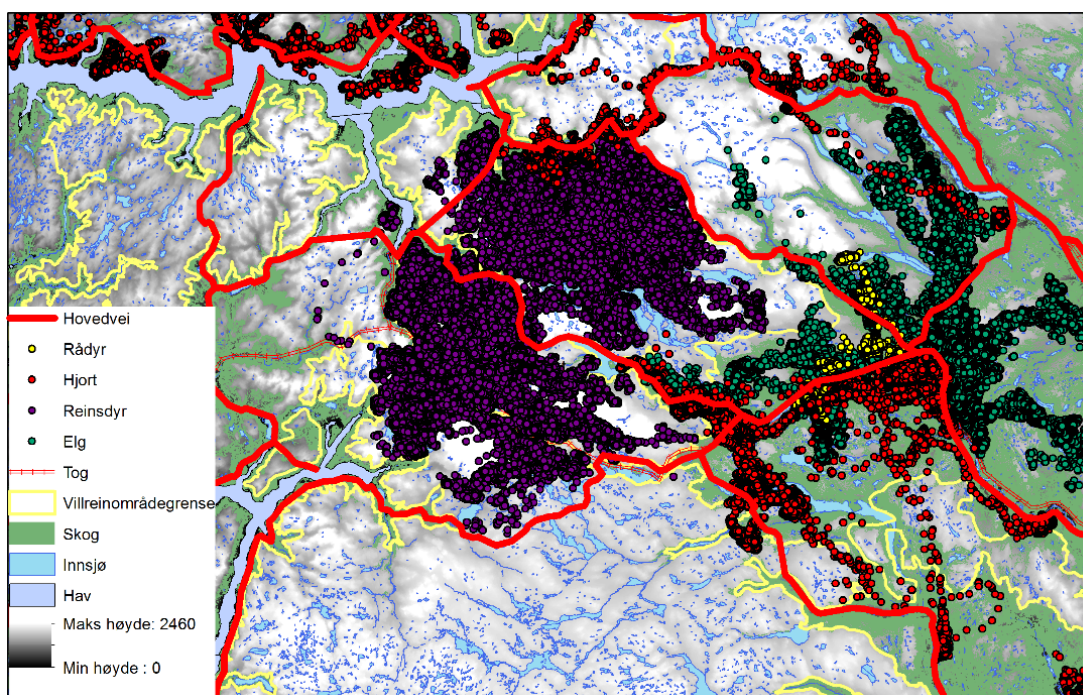 Hovedvei
Rådyr
Hjort
Reinsdyr
Elg
Tog
Villreinområdegrense
Skog
Innsjø
Hav
Maks høyde: 2460
Min høyde : 0